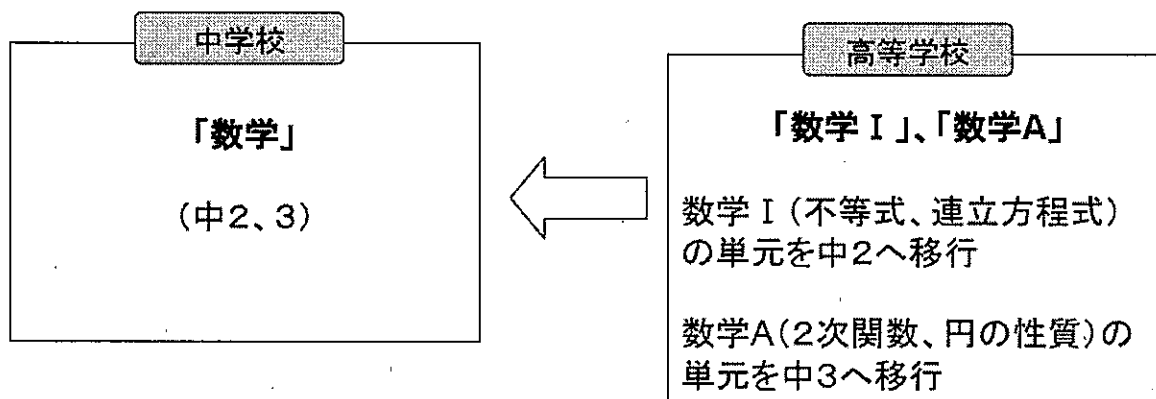 中学校
「数学」
(中2、3)
高等学校
「数学Ⅰ」、「数学A」
数学Ⅰ(不等式、連立方程式)
の単元を中2へ移行
数学A(2次関数、円の性質)の
単元を中3へ移行